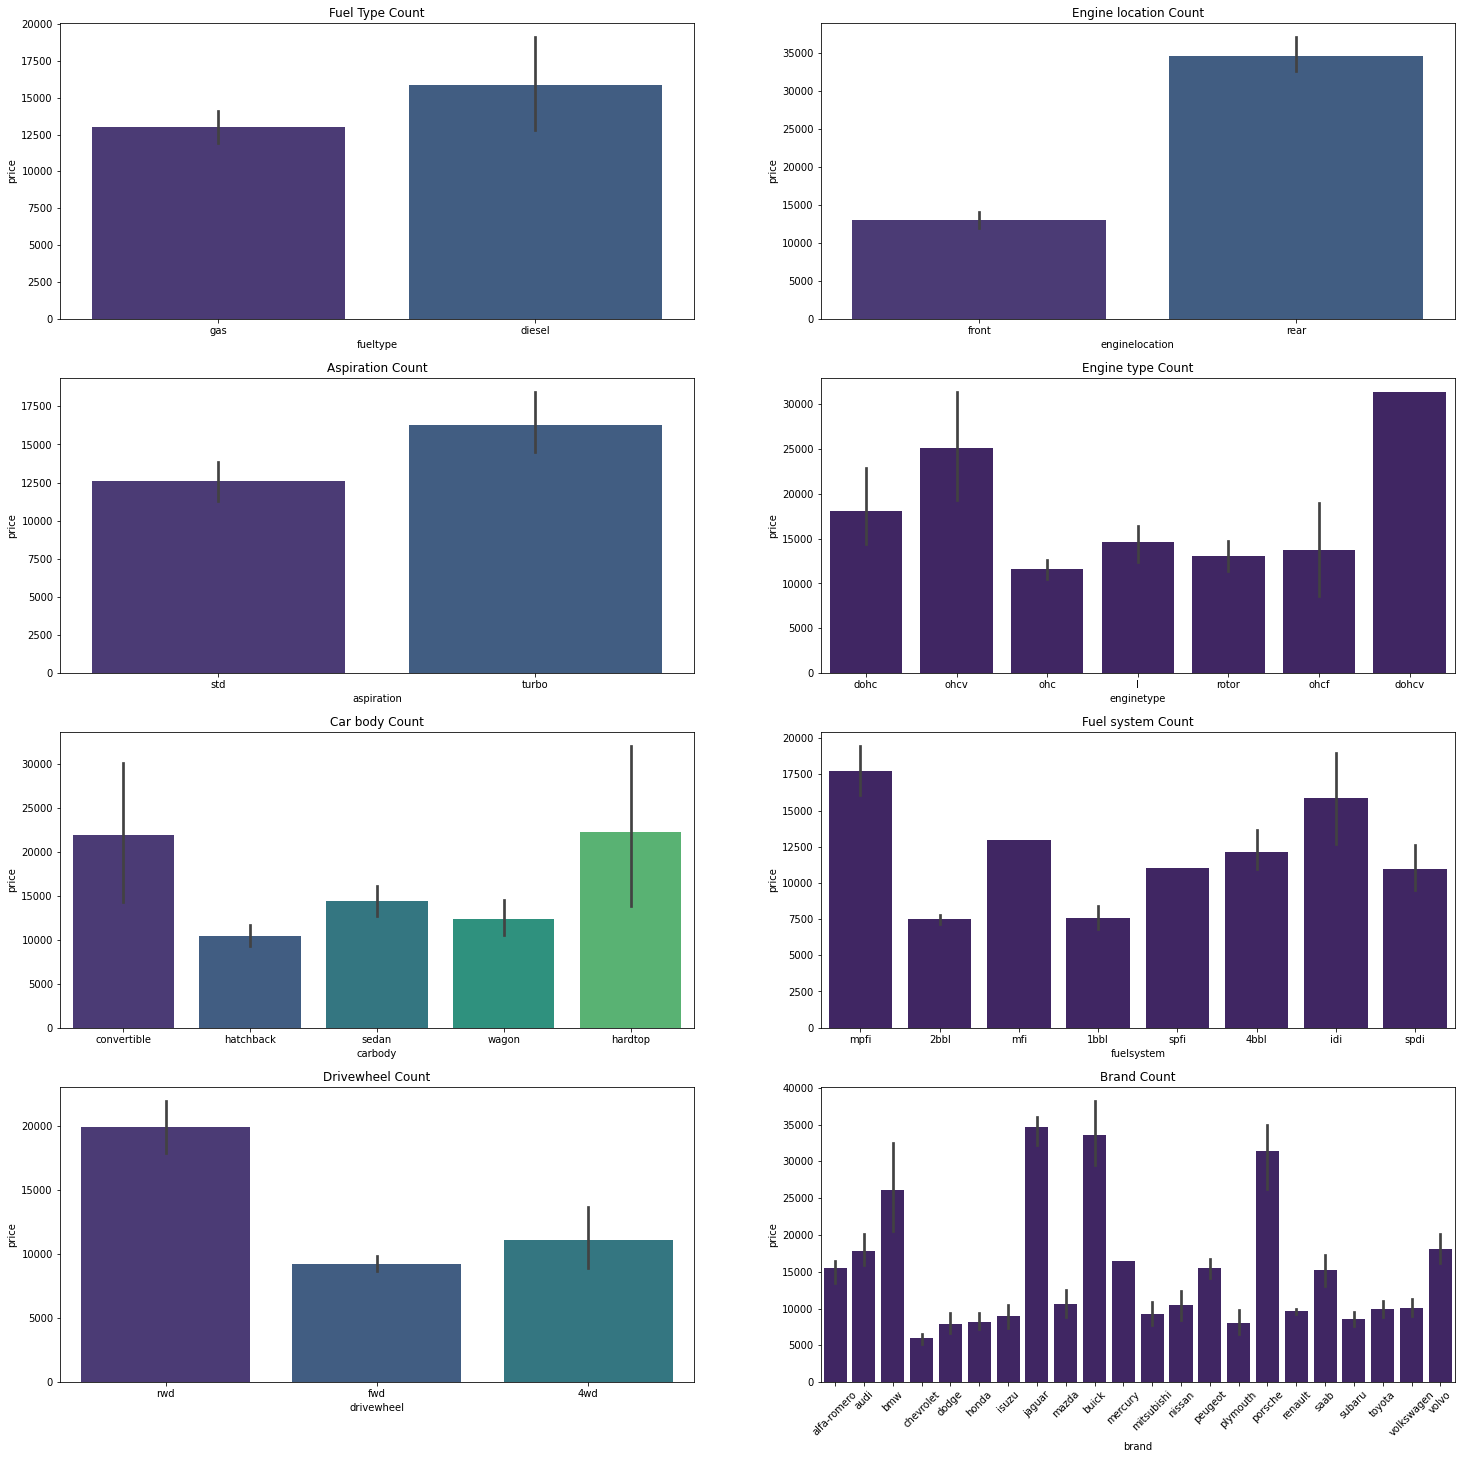 Fuel Type Count
20000
17500
15000
12500
10000
7500
5000
2500
0
price
gas
diesel
fueltype
Engine location Count
35000
30000
25000
20000
15000
10000
5000
0
price
front
rear
enginelocation
Aspiration Count
17500
15000
12500
10000
7500
5000
2500
0
price
std
turbo
aspiration
Engine type Count
30000
25000
20000
15000
10000
5000
0
price
dohc
ohcv
ohc
l
rotor
ohcf
dohcv
enginetype
Car body Count
30000
25000
20000
15000
10000
5000
0
price
convertible
hatchback
sedan
wagon
hardtop
carbody
Fuel system Count
20000
17500
15000
12500
10000
7500
5000
2500
0
price
mpfi
2bbl
mfi
1bbl
spfi
4bbl
idi
spdi
fuelsystem
Drivewheel Count
20000
15000
10000
5000
0
price
rwd
fwd
4wd
drivewheel
Brand Count
40000
35000
30000
25000
20000
15000
10000
5000
0
price
alfa-romero
audi
bmw
chevrolet
dodge
honda
isuzu
jaguar
mazda
buick
mercury
mitsubishi
nissan
peugeot
plymouth
porsche
renault
saab
subaru
toyota
volkswagen
volvo
brand